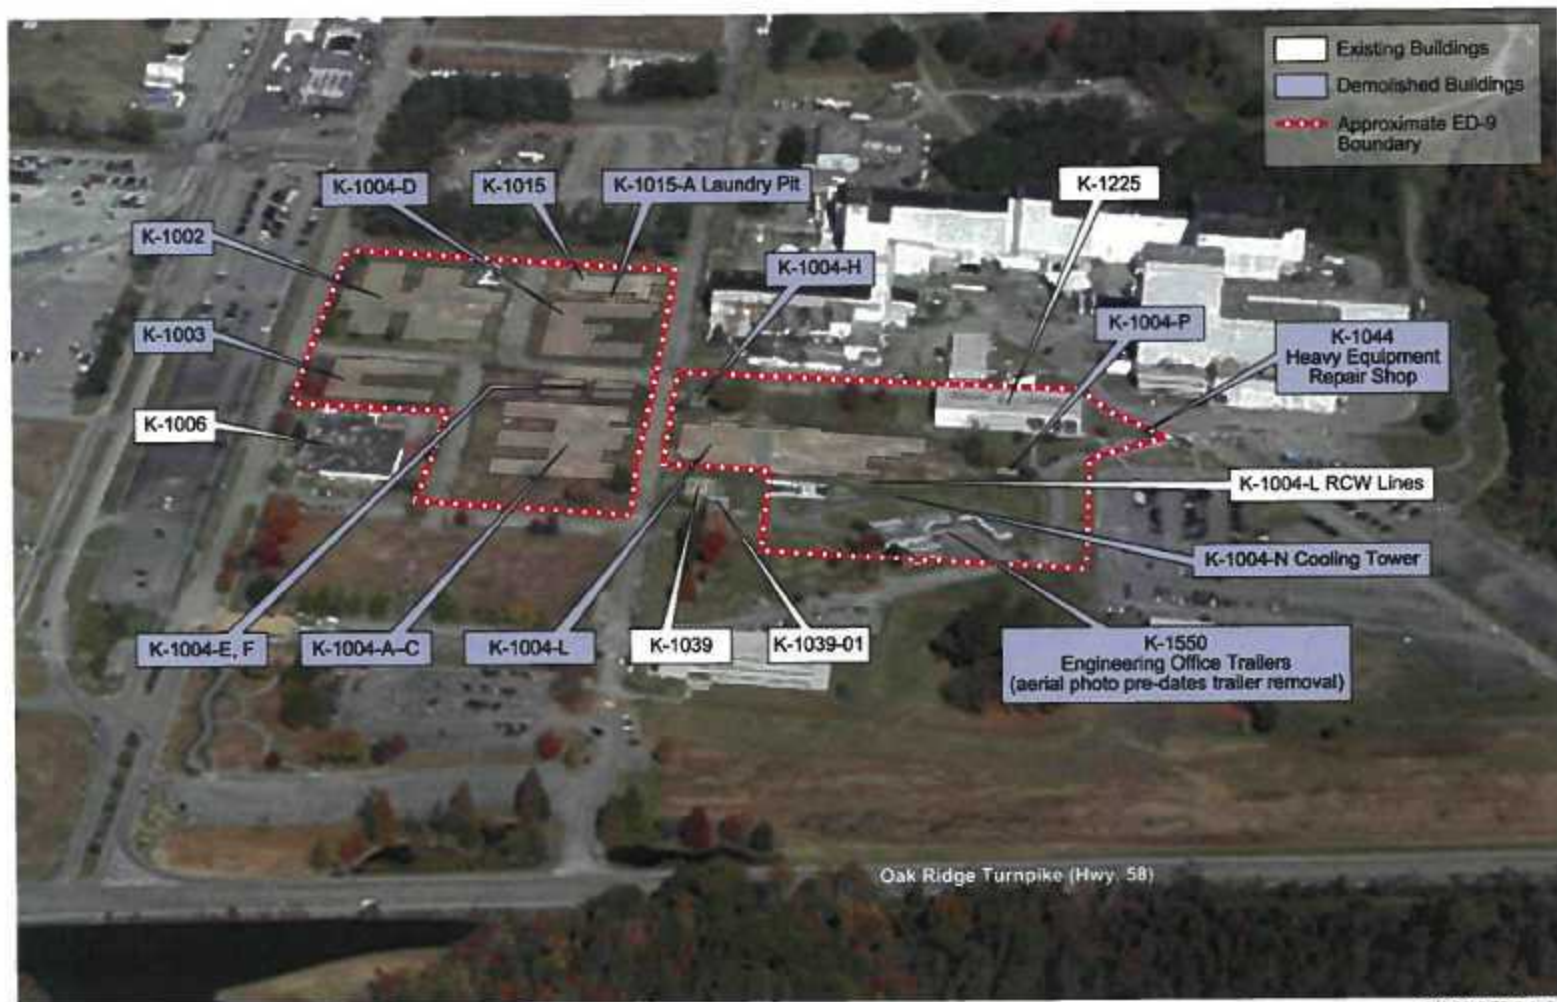 Existing Buildings
Demolished Buildings
Approximate ED-9
Boundary
K-1004-D
K-1015
K-1015-A Laundry Pit
K-1225
K-1002
K-1004-H
K-1003
K-1004-P
K-1044
Heavy Equipment
Repair Shop
K-1006
K-1004-L RCW Lines
K-1004-N Cooling Tower
K-1004-E, F
K-1004-A–C
K-1004-L
K-1039
K-1039-01
K-1550
Engineering Office Trailers
(aerial photo pre-dates trailer removal)
Oak Ridge Turnpike (Hwy. 58)